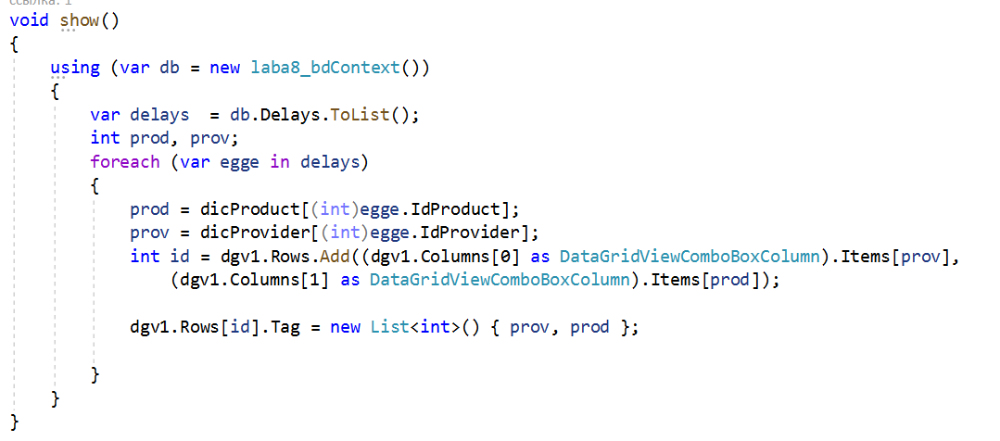 ссылка: 1
void show()
{
using (var db = new laba8_bdContext())
{
var delays  = db.Delays.ToList();
int prod, prov;
foreach (var egge in delays)
{
prod = dicProduct[(int)egge.IdProduct];
prov = dicProvider[(int)egge.IdProvider];
int id = dgv1.Rows.Add((dgv1.Columns[0] as DataGridViewComboBoxColumn).Items[prov],
(dgv1.Columns[1] as DataGridViewComboBoxColumn).Items[prod]);
dgv1.Rows[id].Tag = new List<int>() { prov, prod };
}
}
}